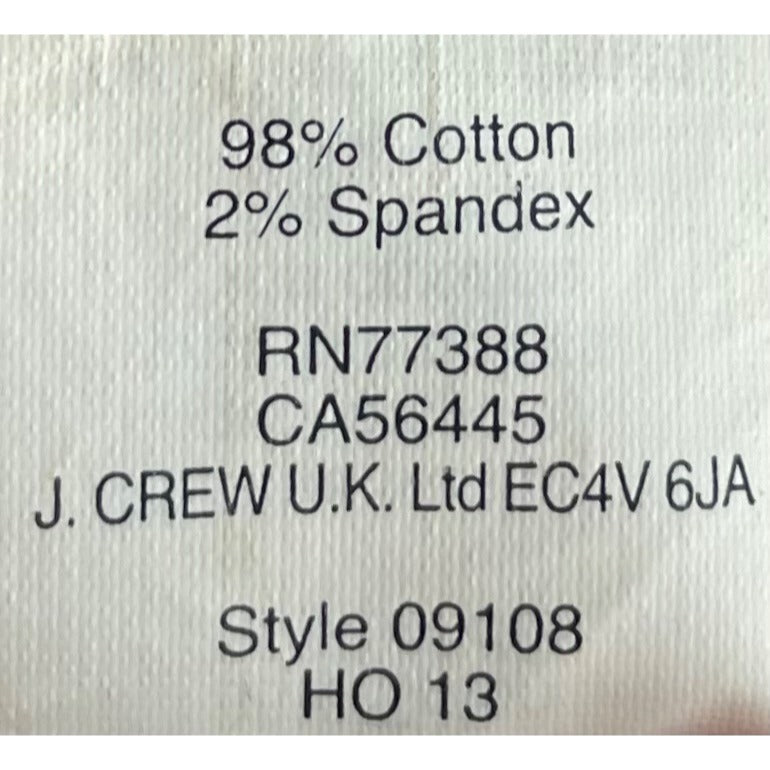 98% Cotton
2% Spandex
RN77388
CA56445
J. CREW U.K. Ltd EC4V 6JA
Style 09108
HO 13